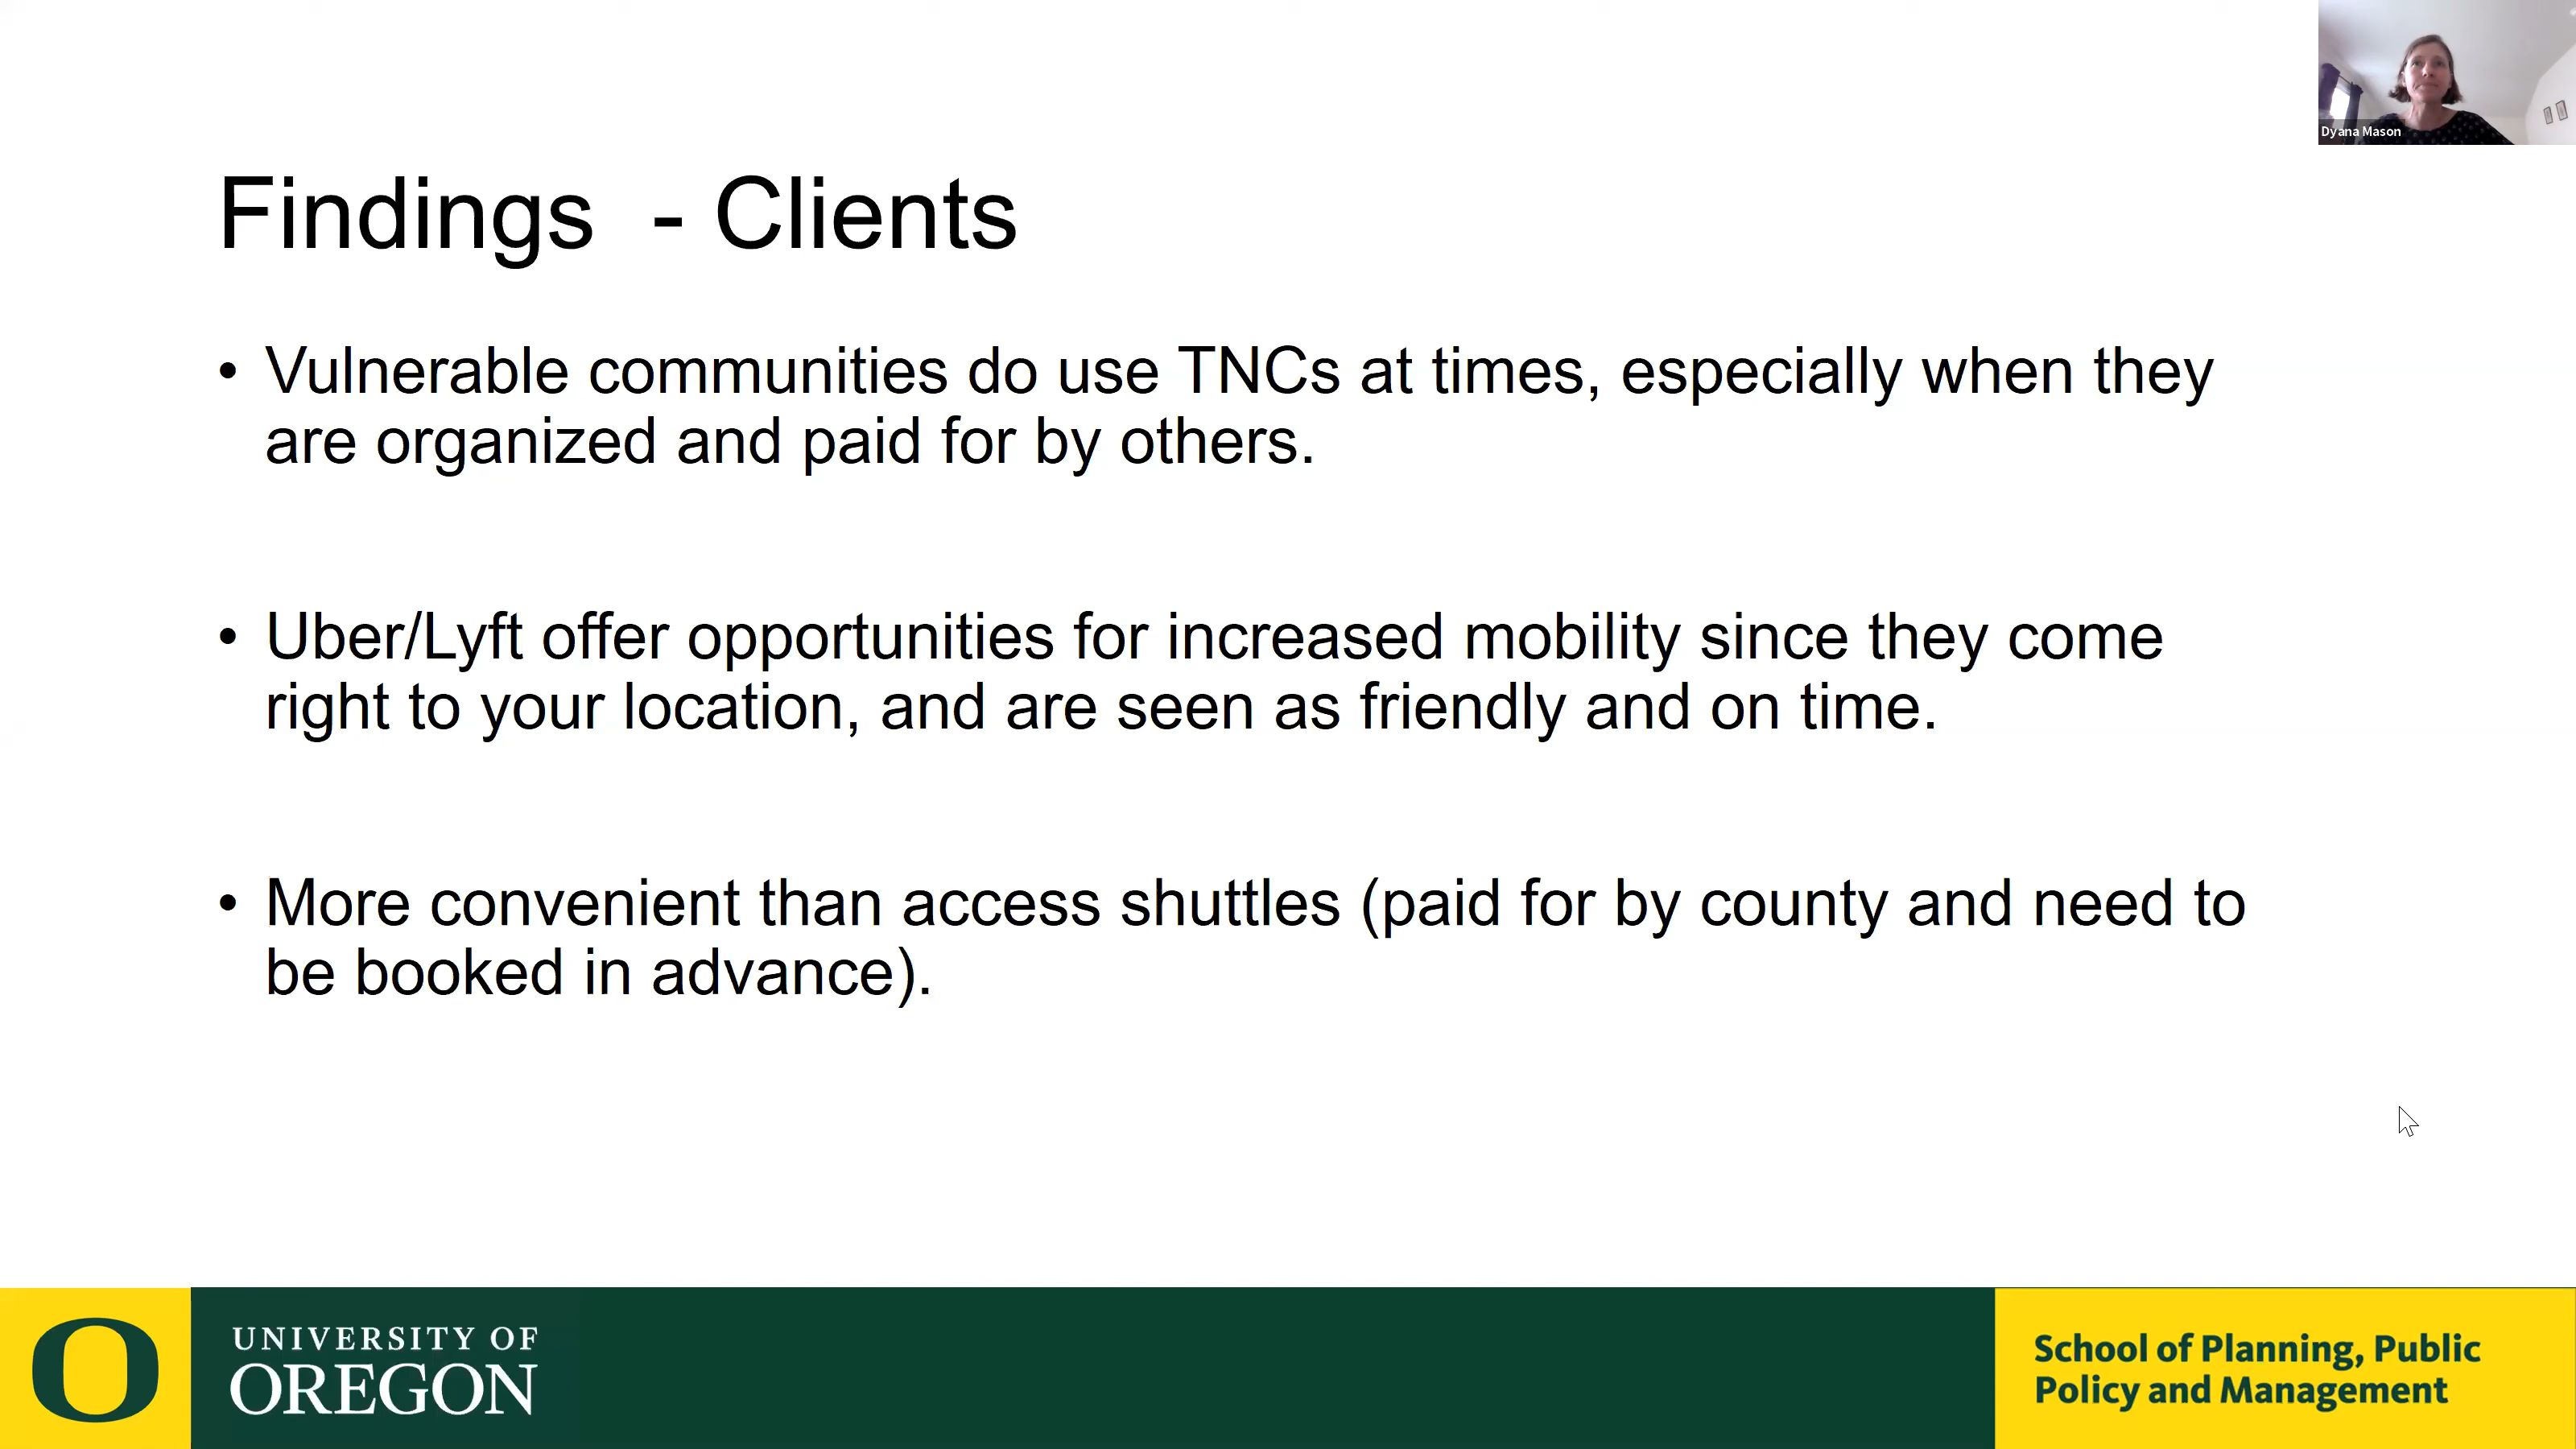 Dyana Mason
Findings  - Clients
• Vulnerable communities do use TNCs at times, especially when they
are organized and paid for by others.
• Uber/Lyft offer opportunities for increased mobility since they come
right to your location, and are seen as friendly and on time.
• More convenient than access shuttles (paid for by county and need to
be booked in advance).
O
UNIVERSITY OF
OREGON
School of Planning, Public
Policy and Management